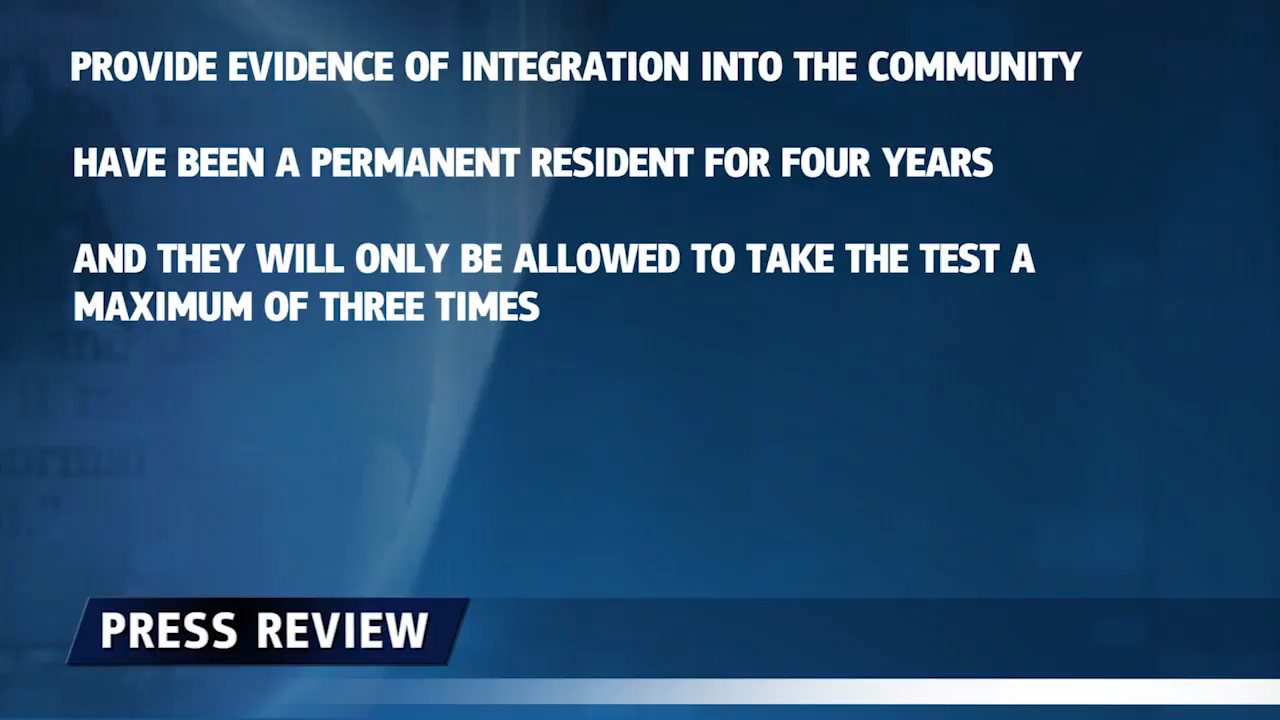 PROVIDE EVIDENCE OF INTEGRATION INTO THE COMMUNITY
HAVE BEEN A PERMANENT RESIDENT FOR FOUR YEARS
AND THEY WILL ONLY BE ALLOWED TO TAKE THE TEST A
MAXIMUM OF THREE TIMES
PRESS REVIEW